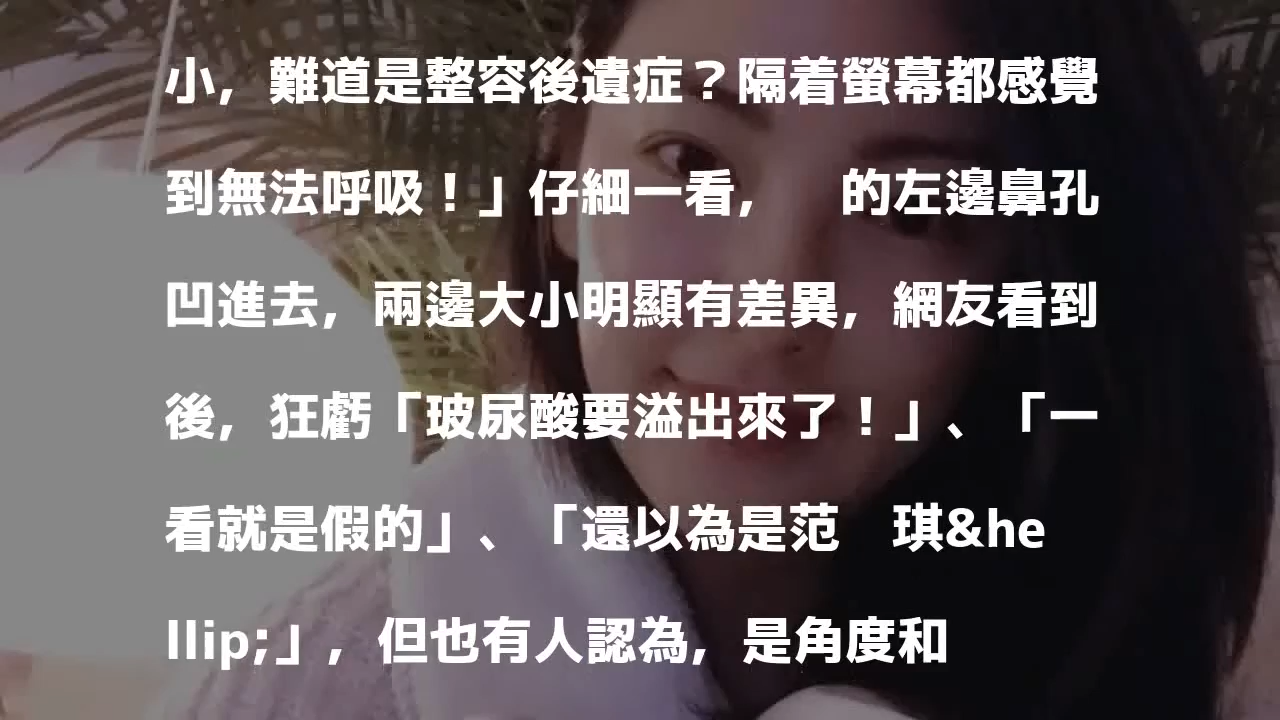 小，難道是整容後遺症？隔着螢幕都感覺
到無法呼吸！」仔細一看，　的左邊鼻孔
凹進去，兩邊大小明顯有差異，網友看到
後，狂虧「玻尿酸要溢出來了！」、「一
看就是假的」、「還以為是范　琪&he
llip;」，但也有人認為，是角度和